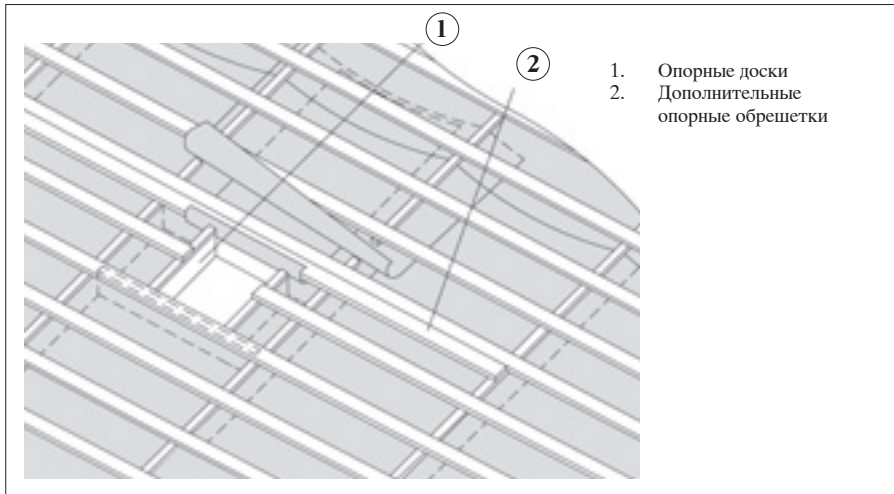 1
2
1. Опорные доски
2. Дополнительные
опорные обрешетки